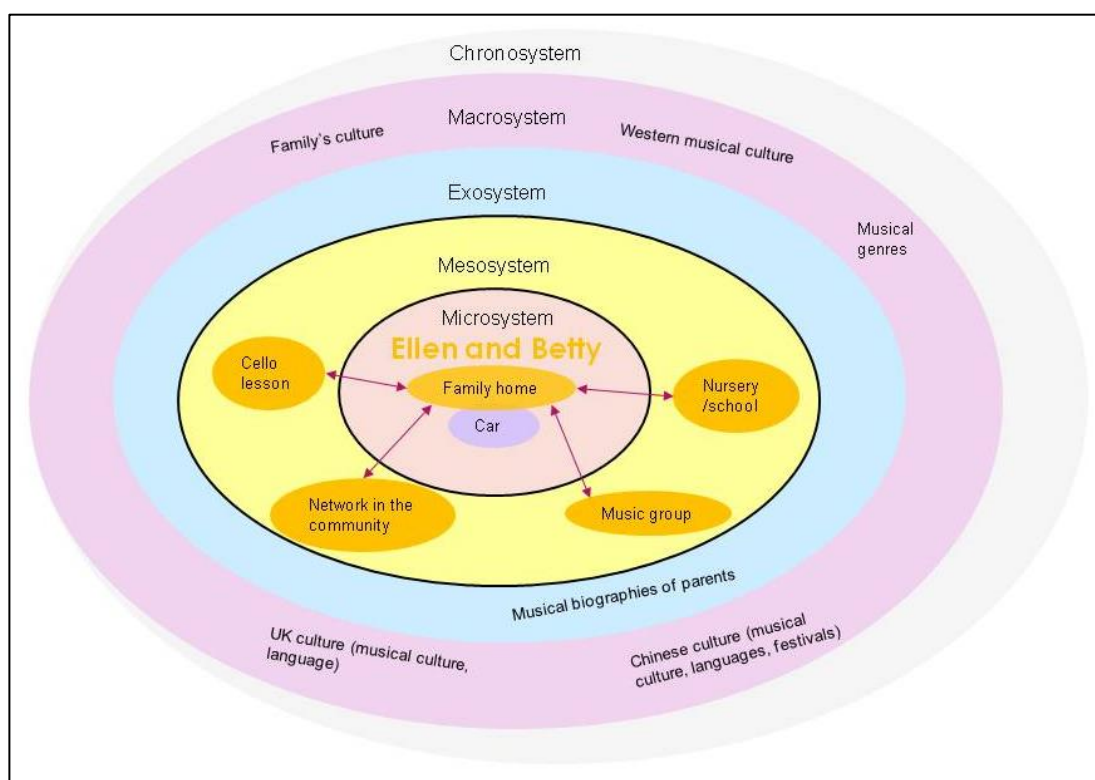 Chronosystem
Macrosystem
Family's culture
Western musical culture
Exosystem
Musical
genres
Mesosystem
Microsystem
Ellen and Betty
Cello
lesson
Family home
Nursery
/school
Car
Network in the
community
Music group
Musical biographies of parents
UK culture (musical culture,
language)
Chinese culture (musical
culture, languages, festivals)